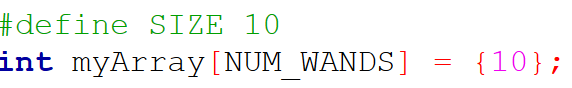 #define SIZE 10
int myArray[NUM_WANDS] = {10};